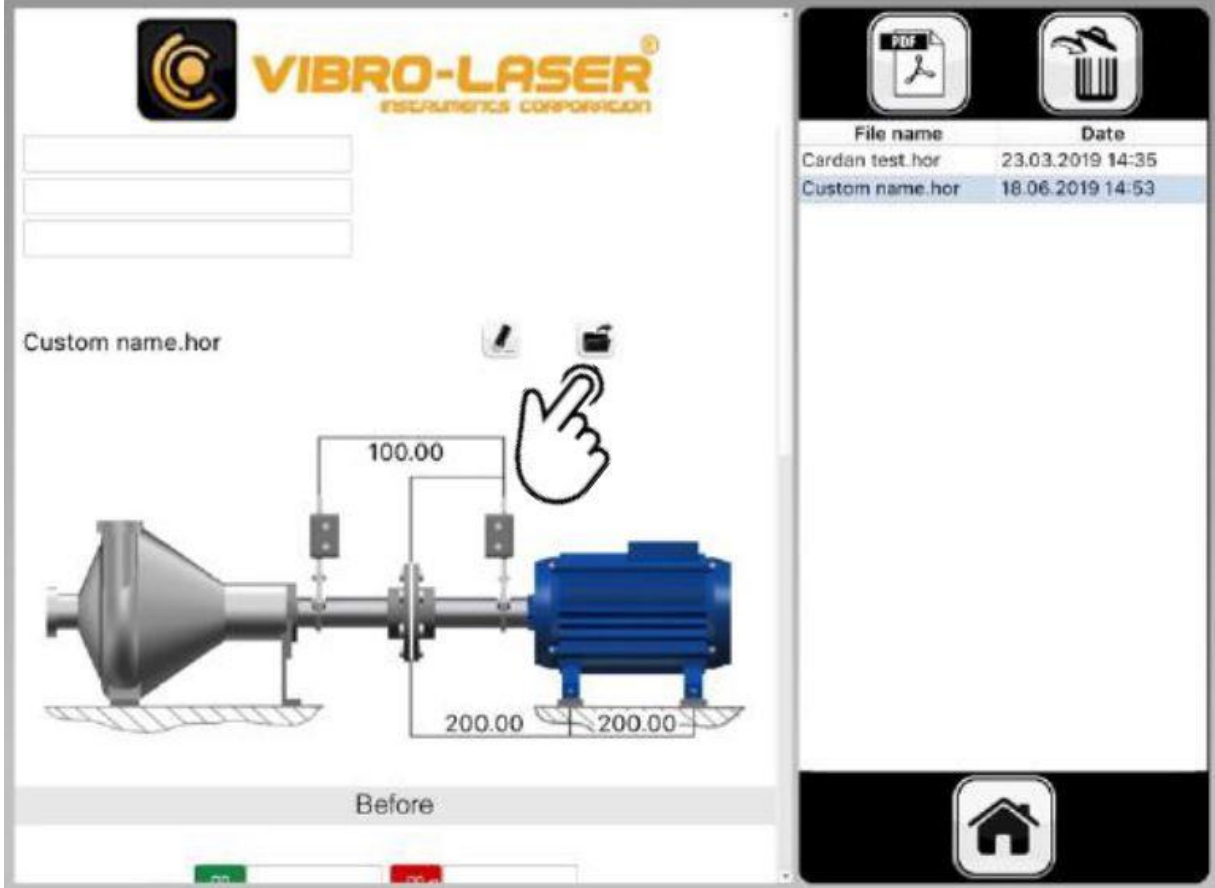 VIBRO-LASER®
INSTRUMENTS CORPORATION
Custom name.hor
100.00
200.00
200.00
Before
PDF
File name Date
Cardan test.hor 23.03.2019 14:35
Custom name.hor 18.06.2019 14:53